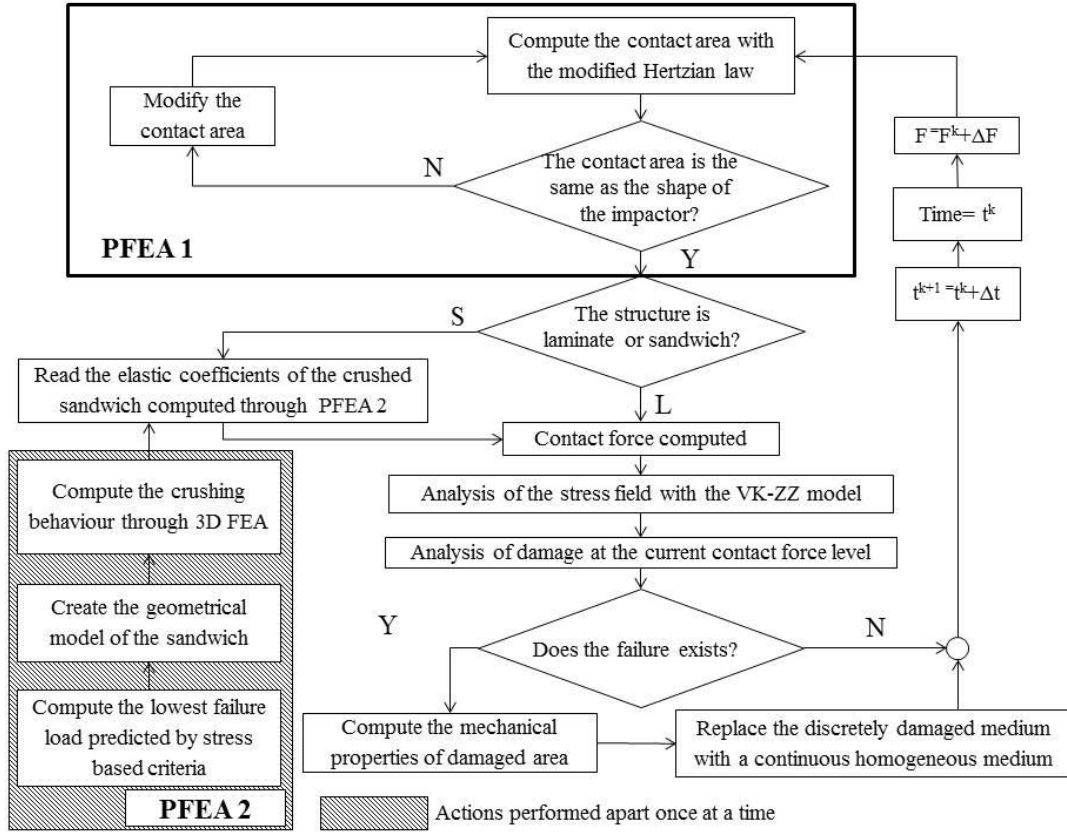 Compute the contact area with
the modified Hertzian law
Modify the
contact area
N
The contact area is the
same as the shape of
the impactor?
PFEA 1
Y
F =Fᵏ+ΔF
Time= tᵏ
tᵏ⁺¹ =tᵏ+Δt
S
The structure is
laminate or sandwich?
Read the elastic coefficients of the crushed
sandwich computed through PFEA 2
L
Contact force computed
Analysis of the stress field with the VK-ZZ model
Analysis of damage at the current contact force level
Compute the crushing
behaviour through 3D FEA
Create the geometrical
model of the sandwich
Compute the lowest failure
load predicted by stress
based criteria
PFEA 2
Y
Does the failure exists?
N
Compute the mechanical
properties of damaged area
Replace the discretely damaged medium
with a continuous homogeneous medium
Actions performed apart once at a time